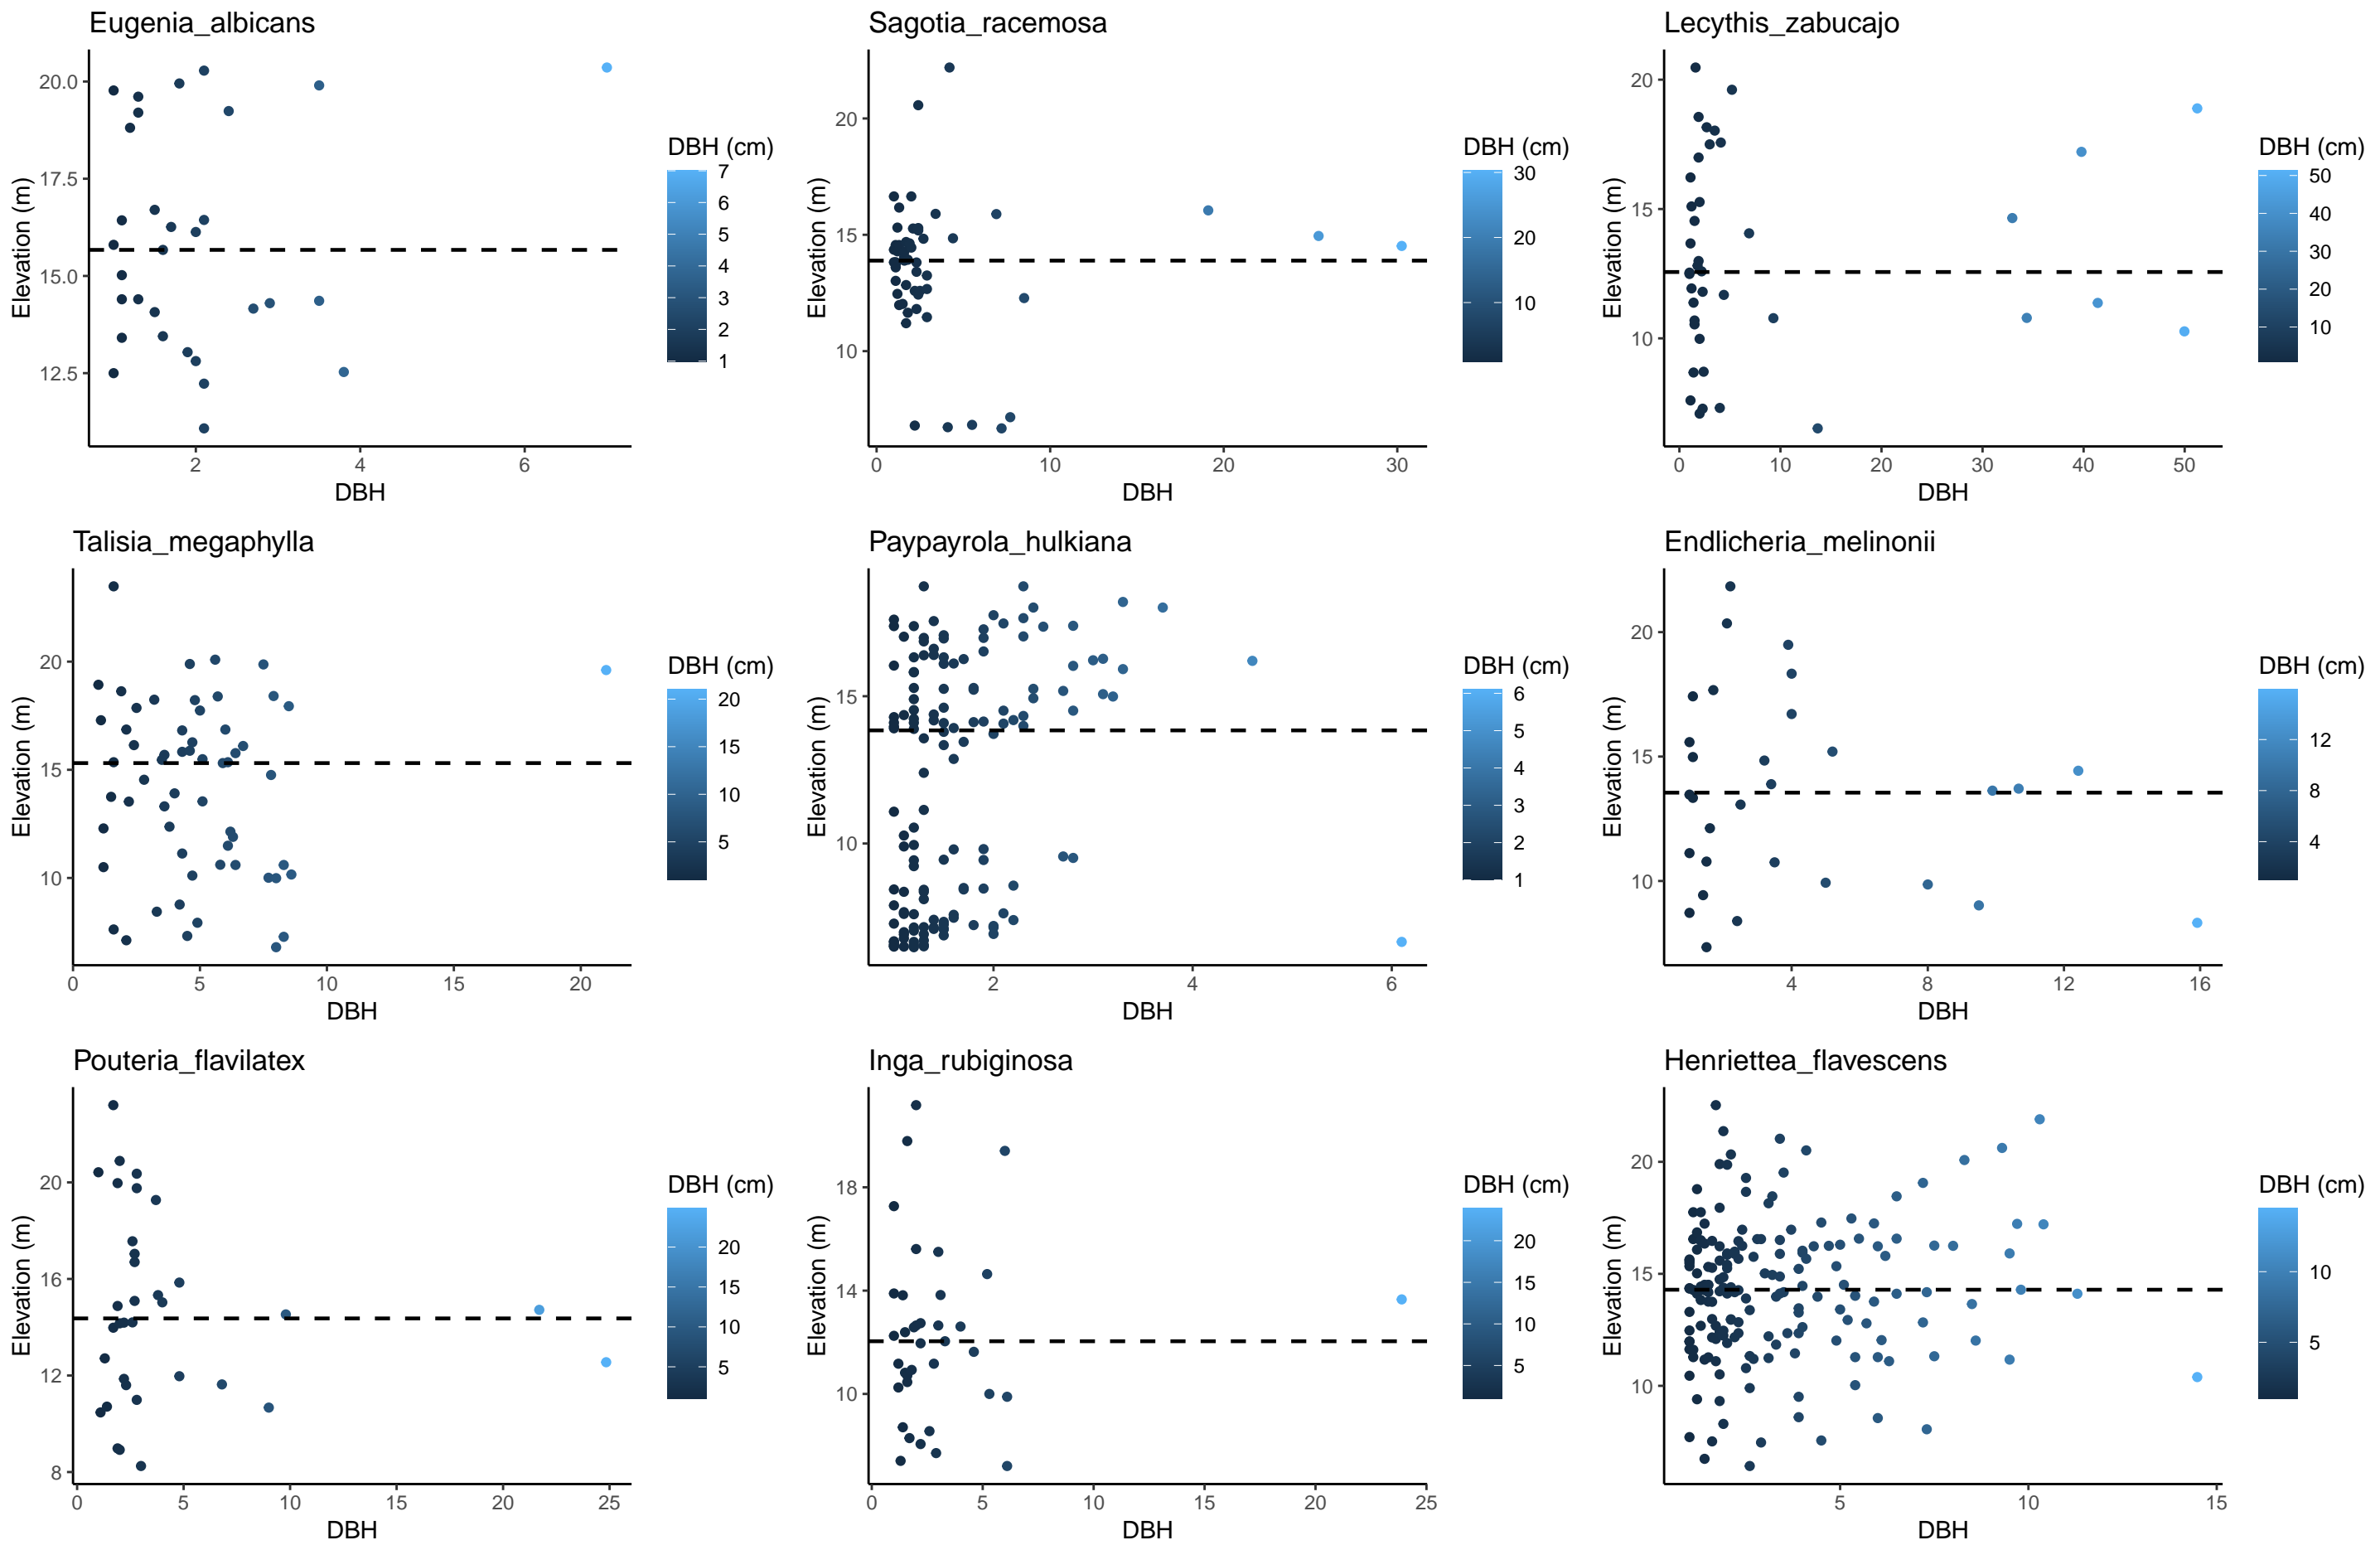 Eugenia_albicans
Elevation (m)
20.0
17.5
15.0
12.5
2 4 6
DBH
DBH (cm)
7
6
5
4
3
2
1
Sagotia_racemosa
Elevation (m)
20
15
10
0 10 20 30
DBH
DBH (cm)
30
20
10
Lecythis_zabucajo
Elevation (m)
20
15
10
0 10 20 30 40 50
DBH
DBH (cm)
50
40
30
20
10
Talisia_megaphylla
Elevation (m)
20
15
10
0 5 10 15 20
DBH
DBH (cm)
20
15
10
5
Paypayrola_hulkiana
Elevation (m)
15
10
2 4 6
DBH
DBH (cm)
6
5
4
3
2
1
Endlicheria_melinonii
Elevation (m)
20
15
10
4 8 12 16
DBH
DBH (cm)
12
8
4
Pouteria_flavilatex
Elevation (m)
20
16
12
8
0 5 10 15 20 25
DBH
DBH (cm)
20
15
10
5
Inga_rubiginosa
Elevation (m)
18
14
10
0 5 10 15 20 25
DBH
DBH (cm)
20
15
10
5
Henriettea_flavescens
Elevation (m)
20
15
10
5 10 15
DBH
DBH (cm)
10
5